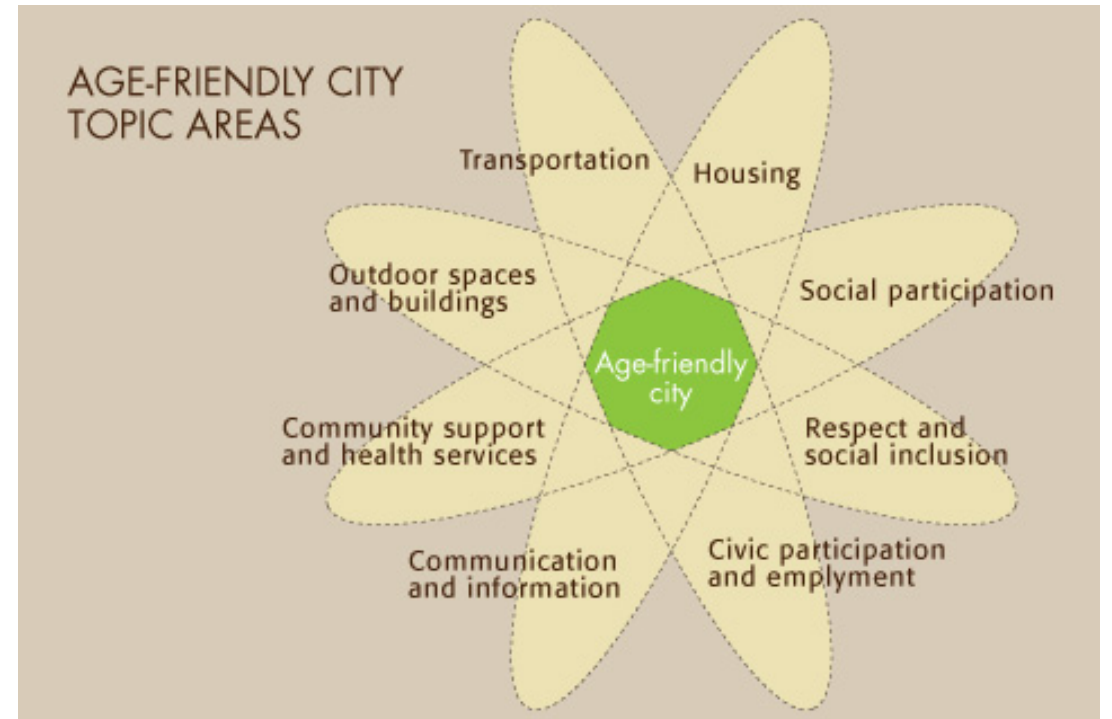 AGE-FRIENDLY CITY
TOPIC AREAS
Transportation
Housing
Outdoor spaces
and buildings
Social participation
Age-friendly
city
Community support
and health services
Respect and
social inclusion
Communication
and information
Civic participation
and emplyment